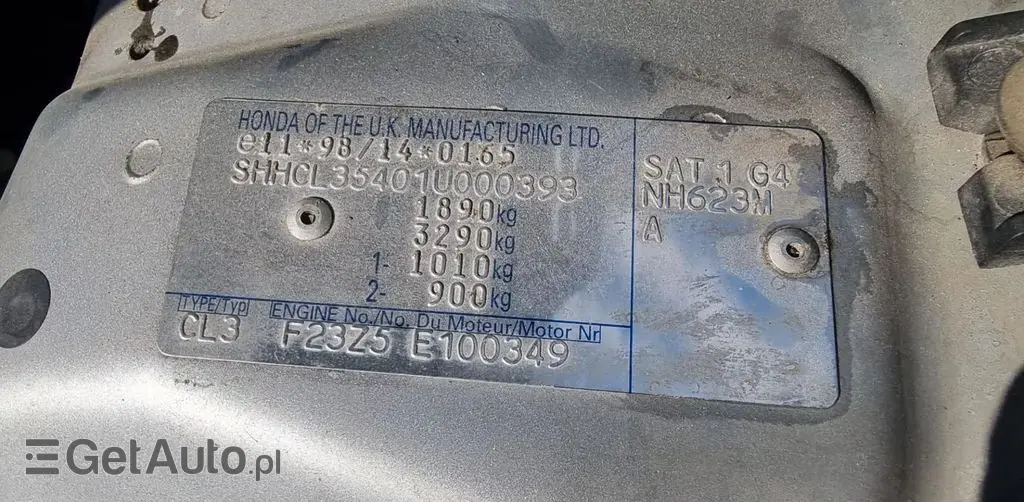 HONDA OF THE U.K. MANUFACTURING LTD.
e11*98/14*0165
SHHCL35401U000393
1890kg
3290kg
1- 1010kg
2- 900kg
TYPE/Typ ENGINE No./No. Du Moteur/Motor Nr
CL3 F23Z5 E100349
SAT 1 G4
NH623M
A
GetAuto.pl